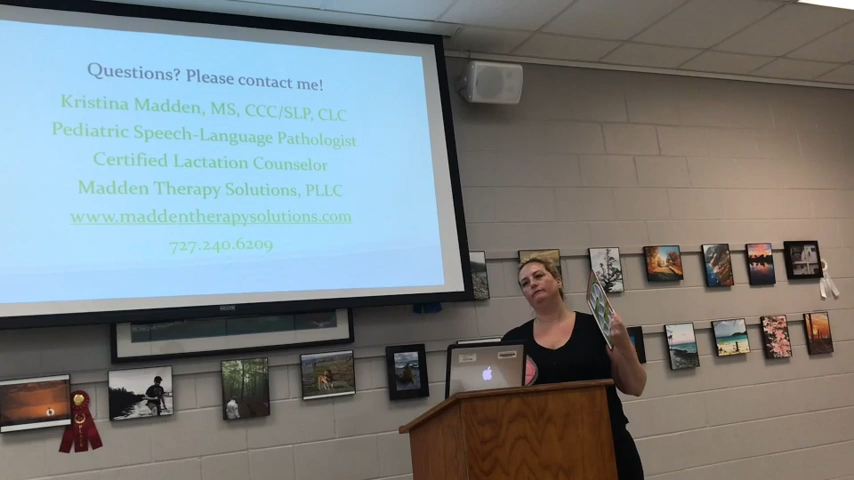 Questions? Please contact me!
Kristina Madden, MS, CCC/SLP, CLC
Pediatric Speech-Language Pathologist
Certified Lactation Counselor
Madden Therapy Solutions, PLLC
www.maddentherapysolutions.com
727.240.6209